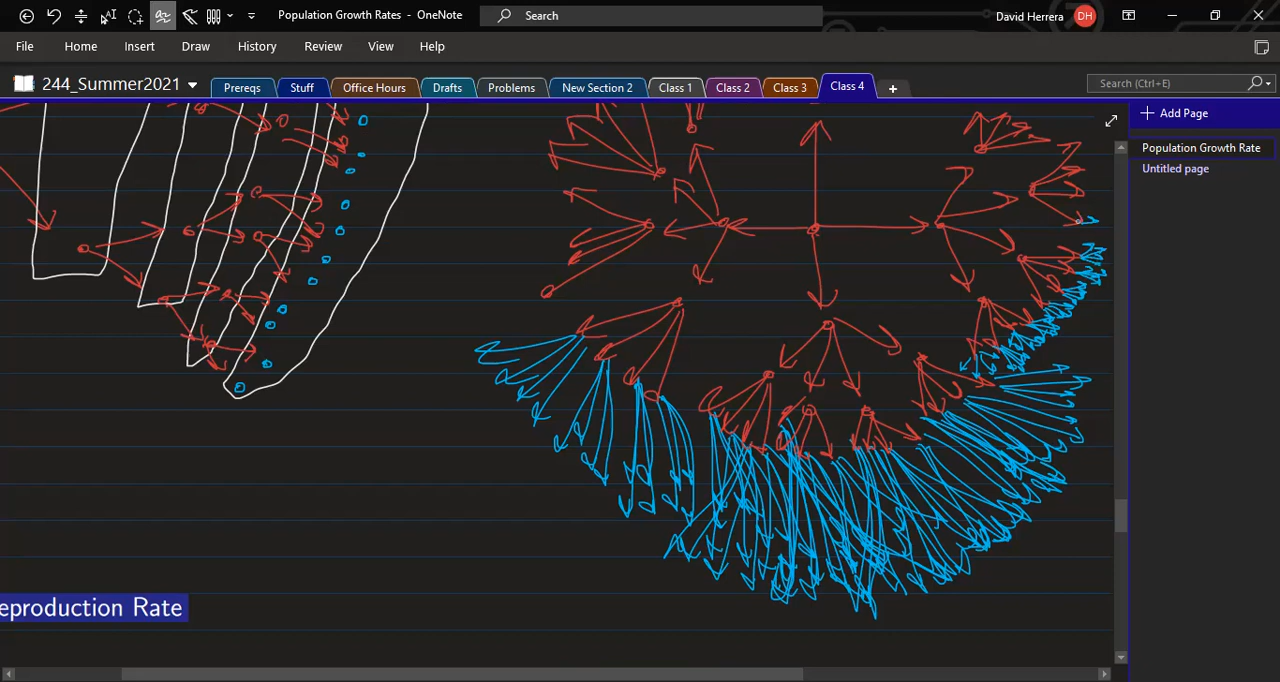 Population Growth Rates - OneNote
Search
David Herrera
DH
File
Home
Insert
Draw
History
Review
View
Help
244_Summer2021
Prereqs
Stuff
Office Hours
Drafts
Problems
New Section 2
Class 1
Class 2
Class 3
Class 4
Search (Ctrl+E)
Add Page
Population Growth Rate
Untitled page
eproduction Rate